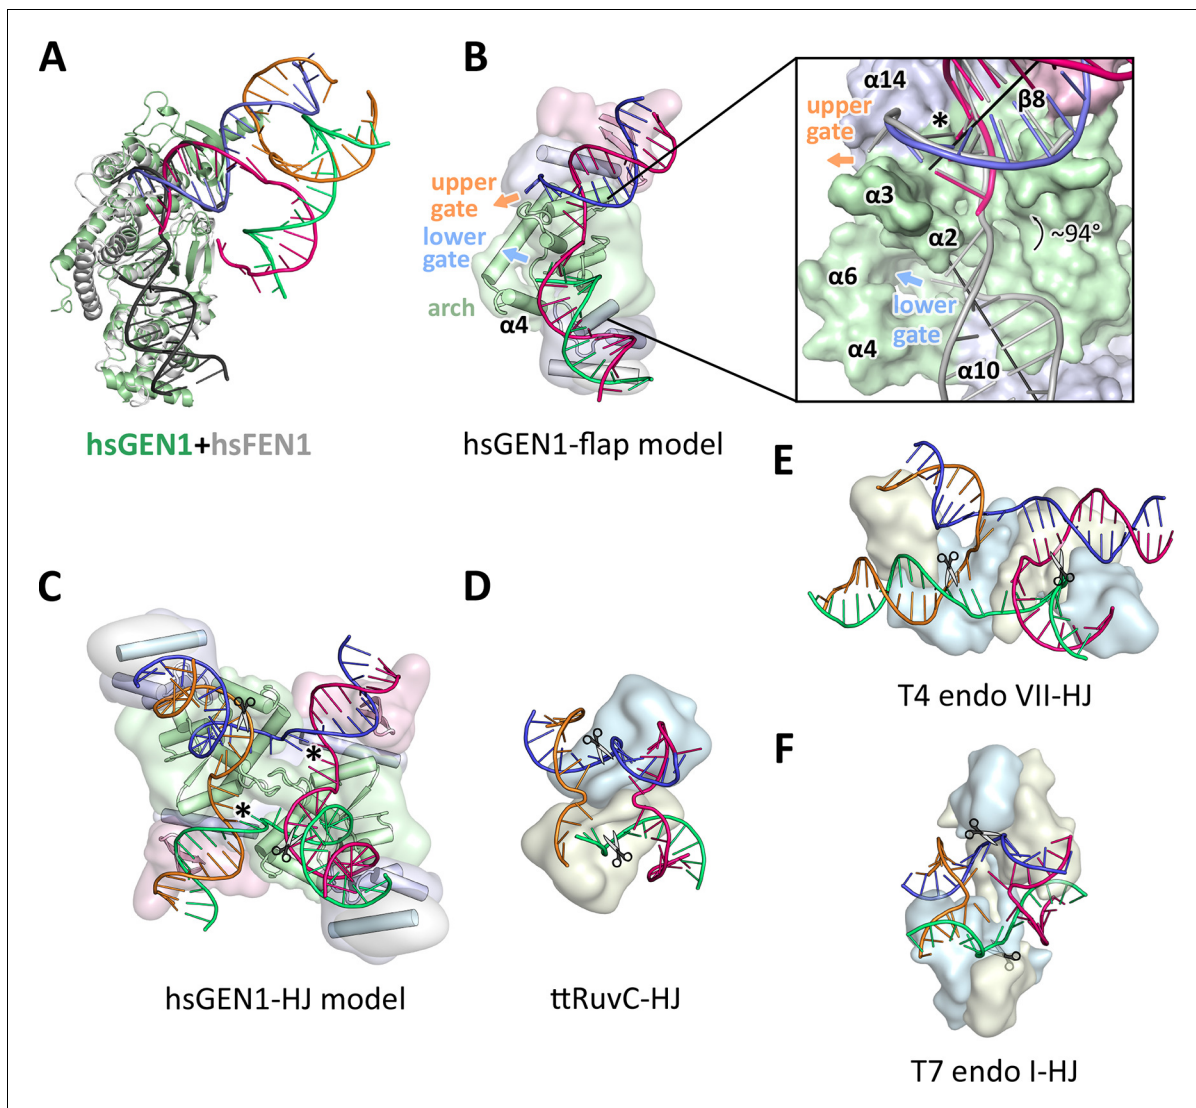 A
hsGEN1+hsFEN1
B
upper
gate
lower
gate
arch
α4
hsGEN1-flap model
α14
β8
upper
gate
*
α3
α2
~94°
α6
lower
gate
α4
α10
C
*
*
hsGEN1-HJ model
D
ttRuvC-HJ
E
T4 endo VII-HJ
F
T7 endo I-HJ